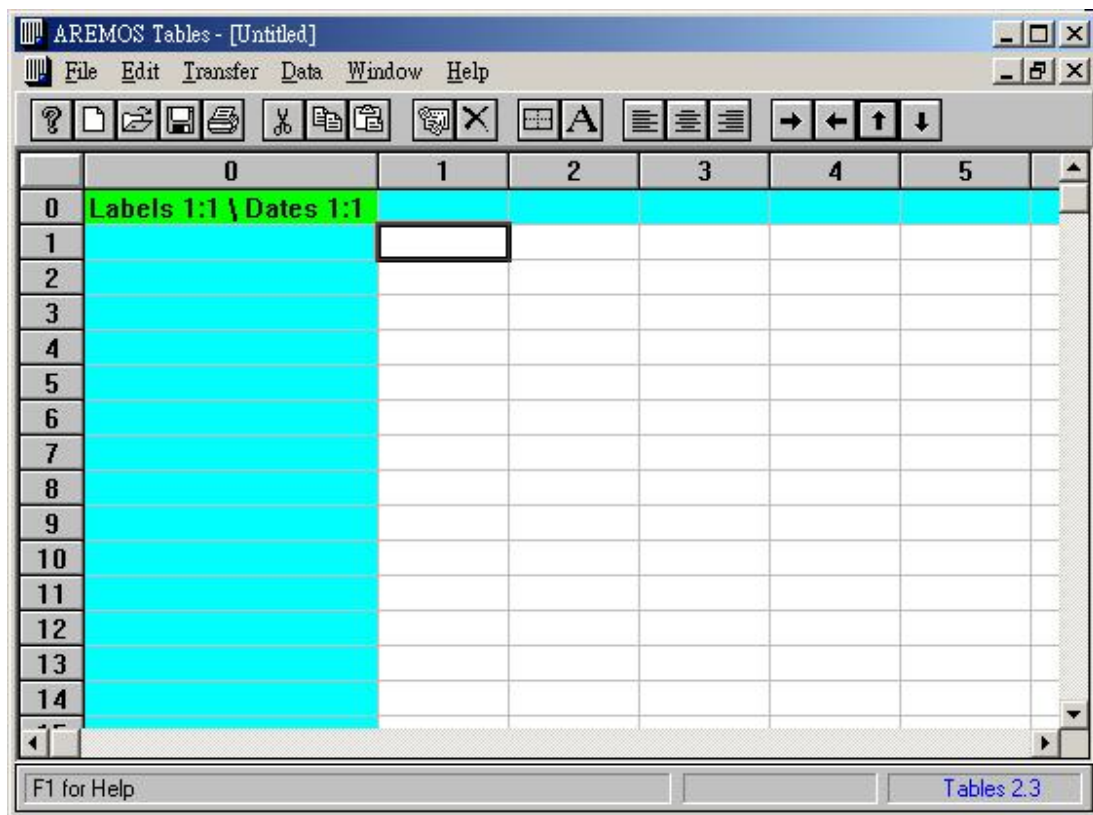 AREMOS Tables - [Untitled]
File Edit Transfer Data Window Help
? A
0 1 2 3 4 5
0 Labels 1:1 \ Dates 1:1
1
2
3
4
5
6
7
8
9
10
11
12
13
14
F1 for Help Tables 2.3